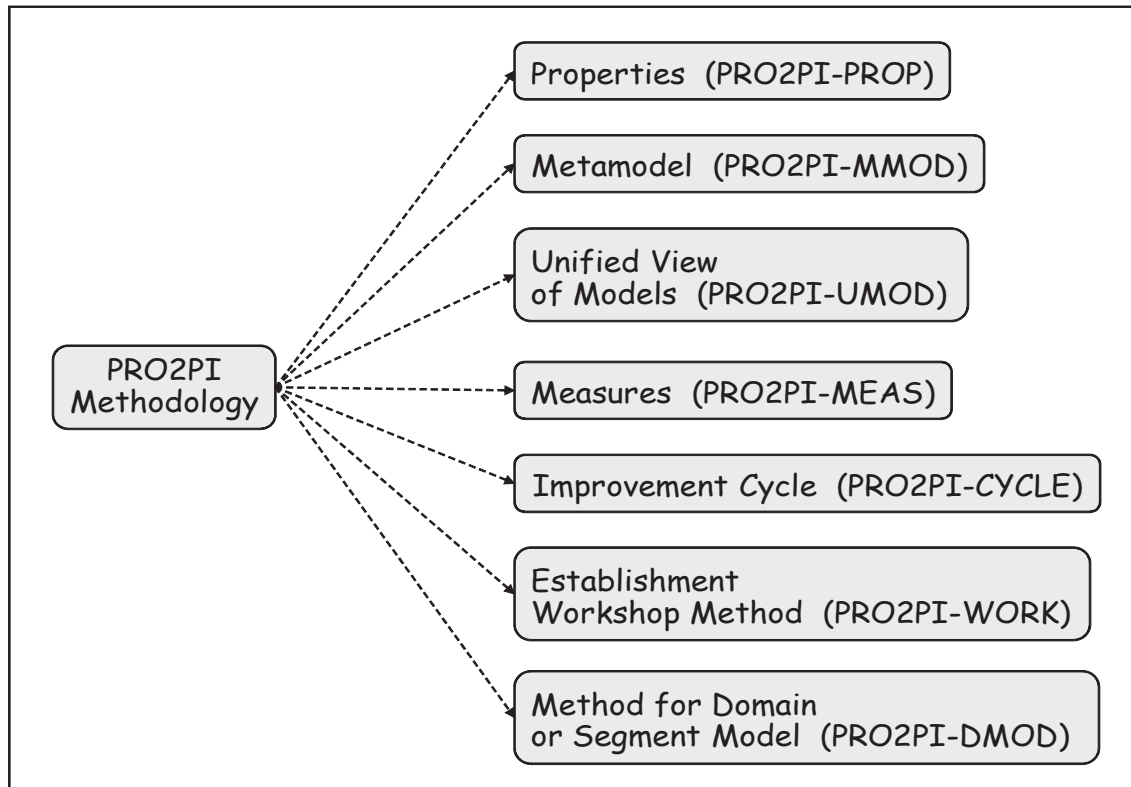 Properties (PRO2PI-PROP)
Metamodel (PRO2PI-MMOD)
Unified View
of Models (PRO2PI-UMOD)
PRO2PI
Methodology
Measures (PRO2PI-MEAS)
Improvement Cycle (PRO2PI-CYCLE)
Establishment
Workshop Method (PRO2PI-WORK)
Method for Domain
or Segment Model (PRO2PI-DMOD)